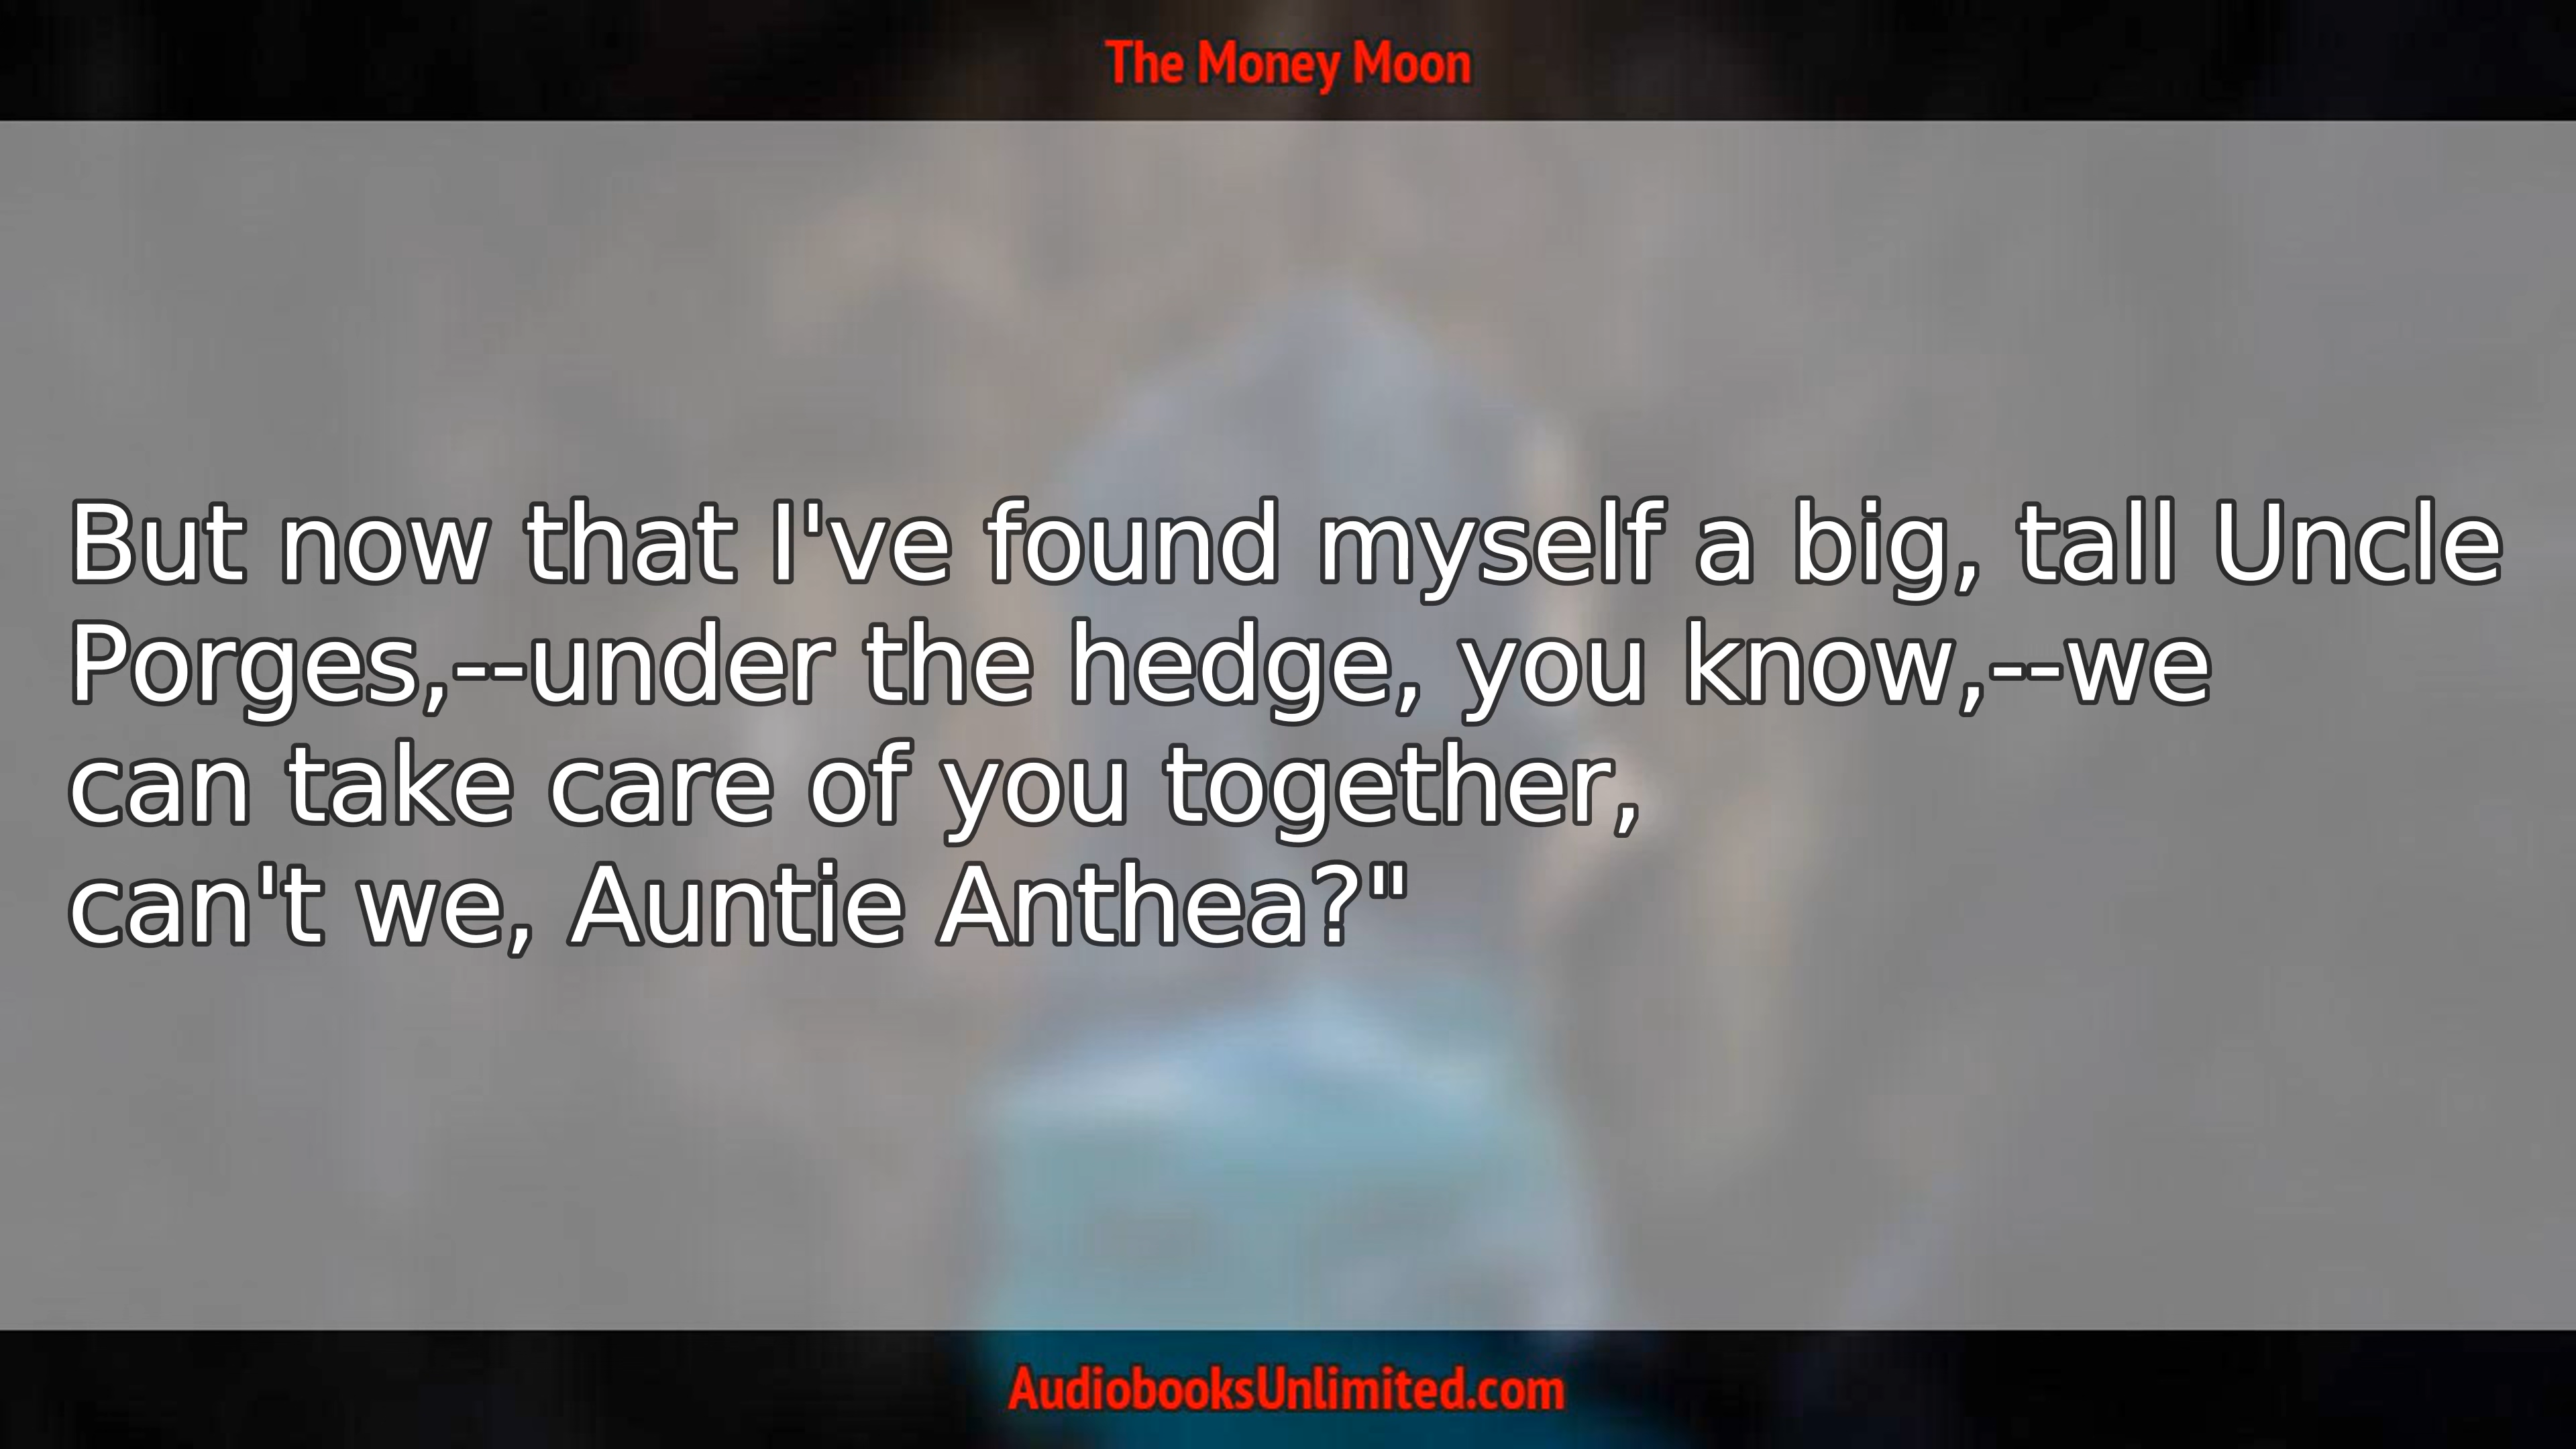 The Money Moon
But now that I've found myself a big, tall Uncle
Porges,--under the hedge, you know,--we
can take care of you together,
can't we, Auntie Anthea?"
AudiobooksUnlimited.com